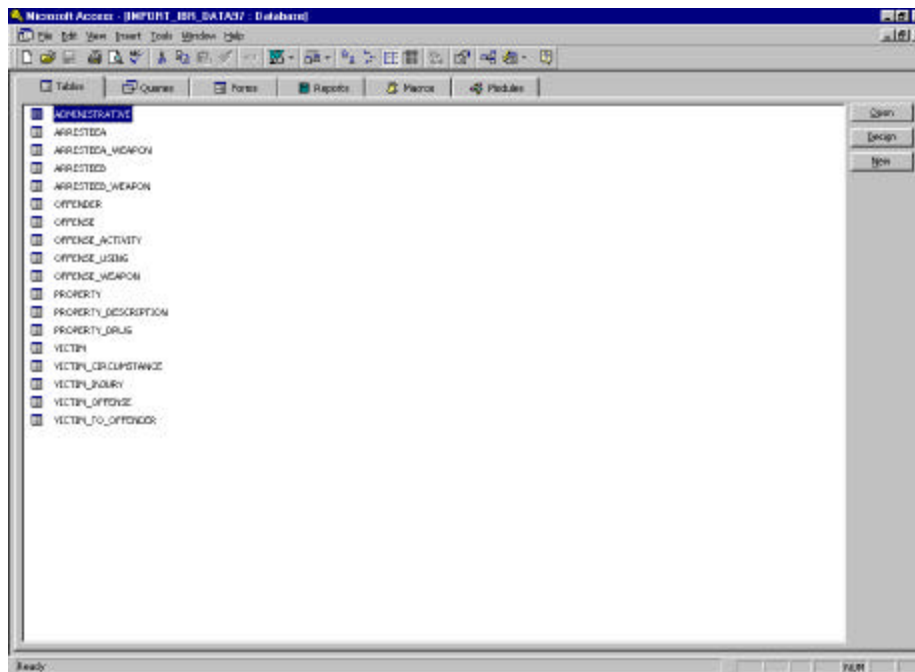 Microsoft Access - [IMPORT_IBR_DATA97 : Database]
File Edit View Insert Tools Window Help
Tables Queries Forms Reports Macros Modules
ADMINISTRATIVE
ARRESTEEA
ARRESTEEA_WEAPON
ARRESTEEB
ARRESTEEB_WEAPON
OFFENDER
OFFENSE
OFFENSE_ACTIVITY
OFFENSE_USING
OFFENSE_WEAPON
PROPERTY
PROPERTY_DESCRIPTION
PROPERTY_DRUG
VICTIM
VICTIM_CIRCUMSTANCE
VICTIM_INJURY
VICTIM_OFFENSE
VICTIM_TO_OFFENDER
Open
Design
New
Ready NUM